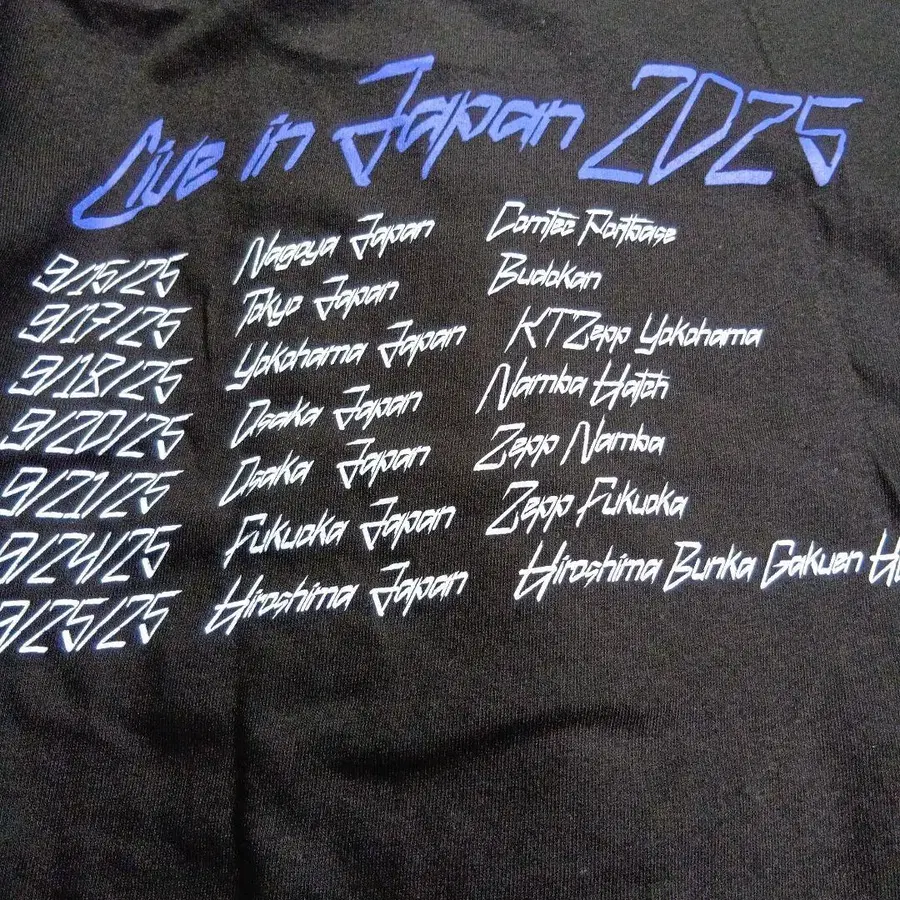 Live in Japan 2025
9/15/25 Nagoya Japan Comtec Portbase
9/17/25 Tokyo Japan Budokan
9/18/25 Yokohama Japan KT Zepp Yokohama
9/20/25 Osaka Japan Namba Hatch
9/21/25 Osaka Japan Zepp Namba
9/24/25 Fukuoka Japan Zepp Fukuoka
9/25/25 Hiroshima Japan Hiroshima Bunka Gakuen